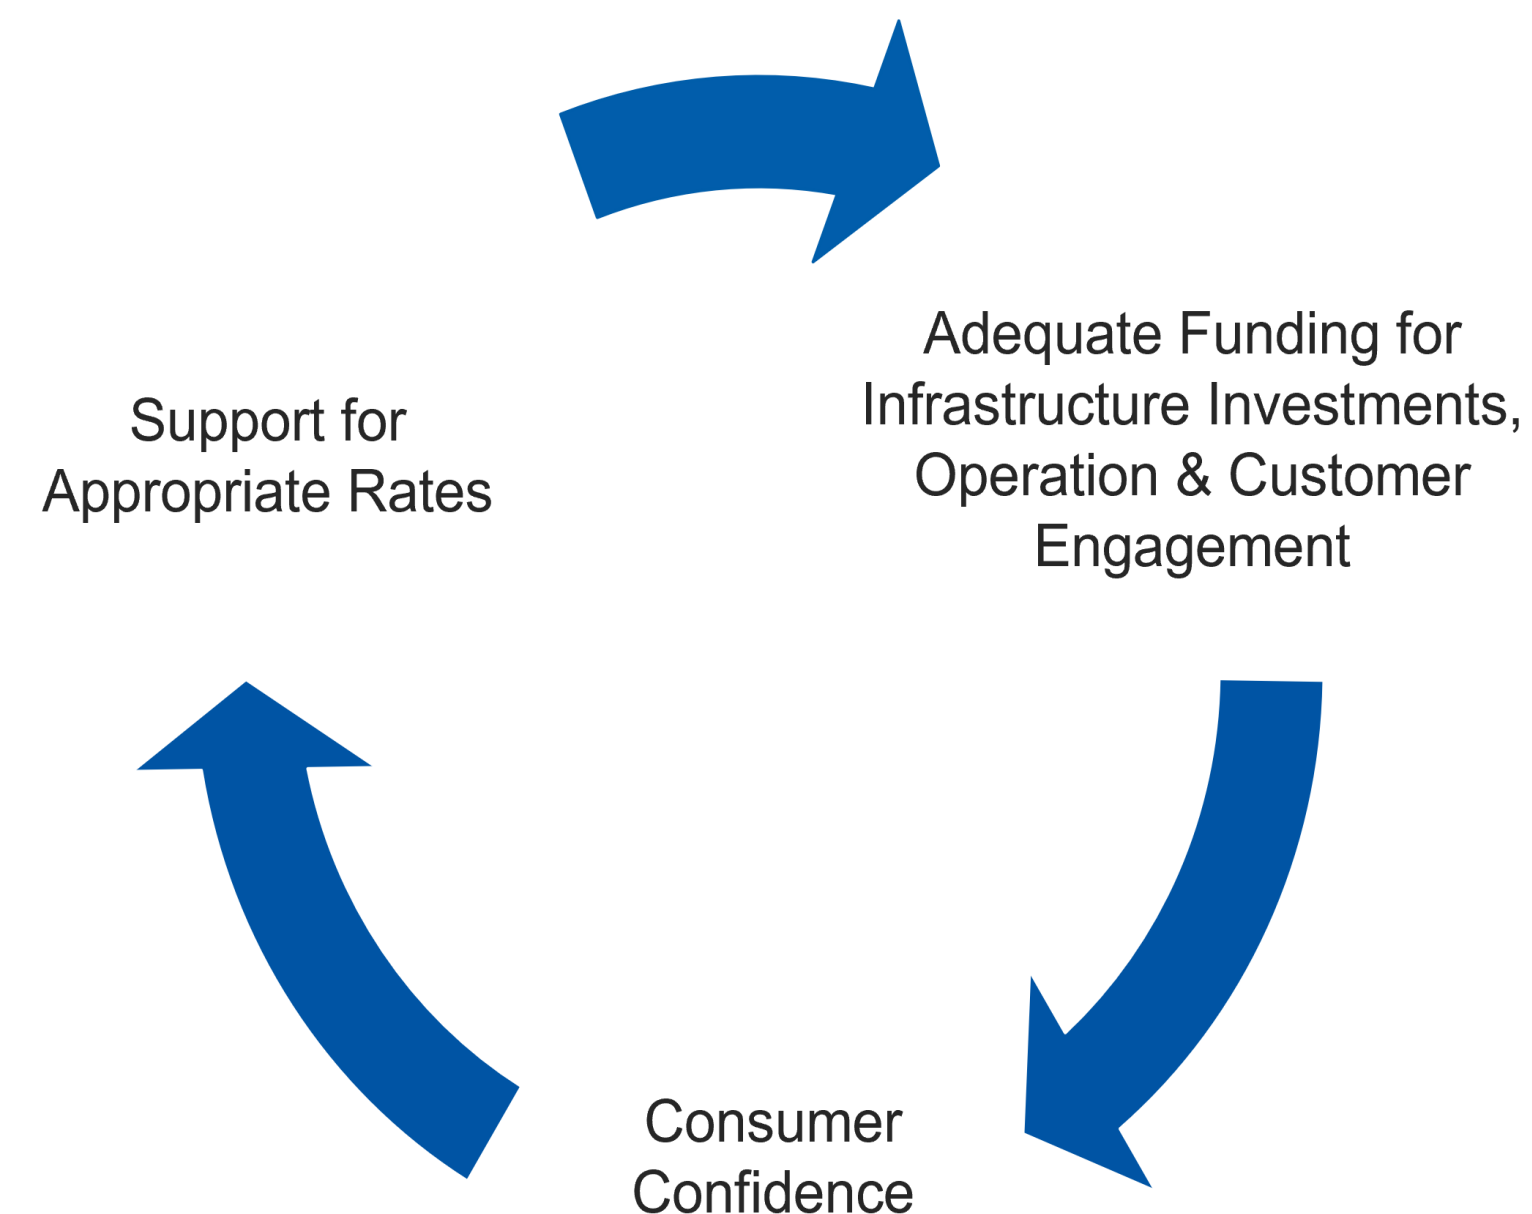 Adequate Funding for
Infrastructure Investments,
Operation & Customer
Engagement
Support for
Appropriate Rates
Consumer
Confidence